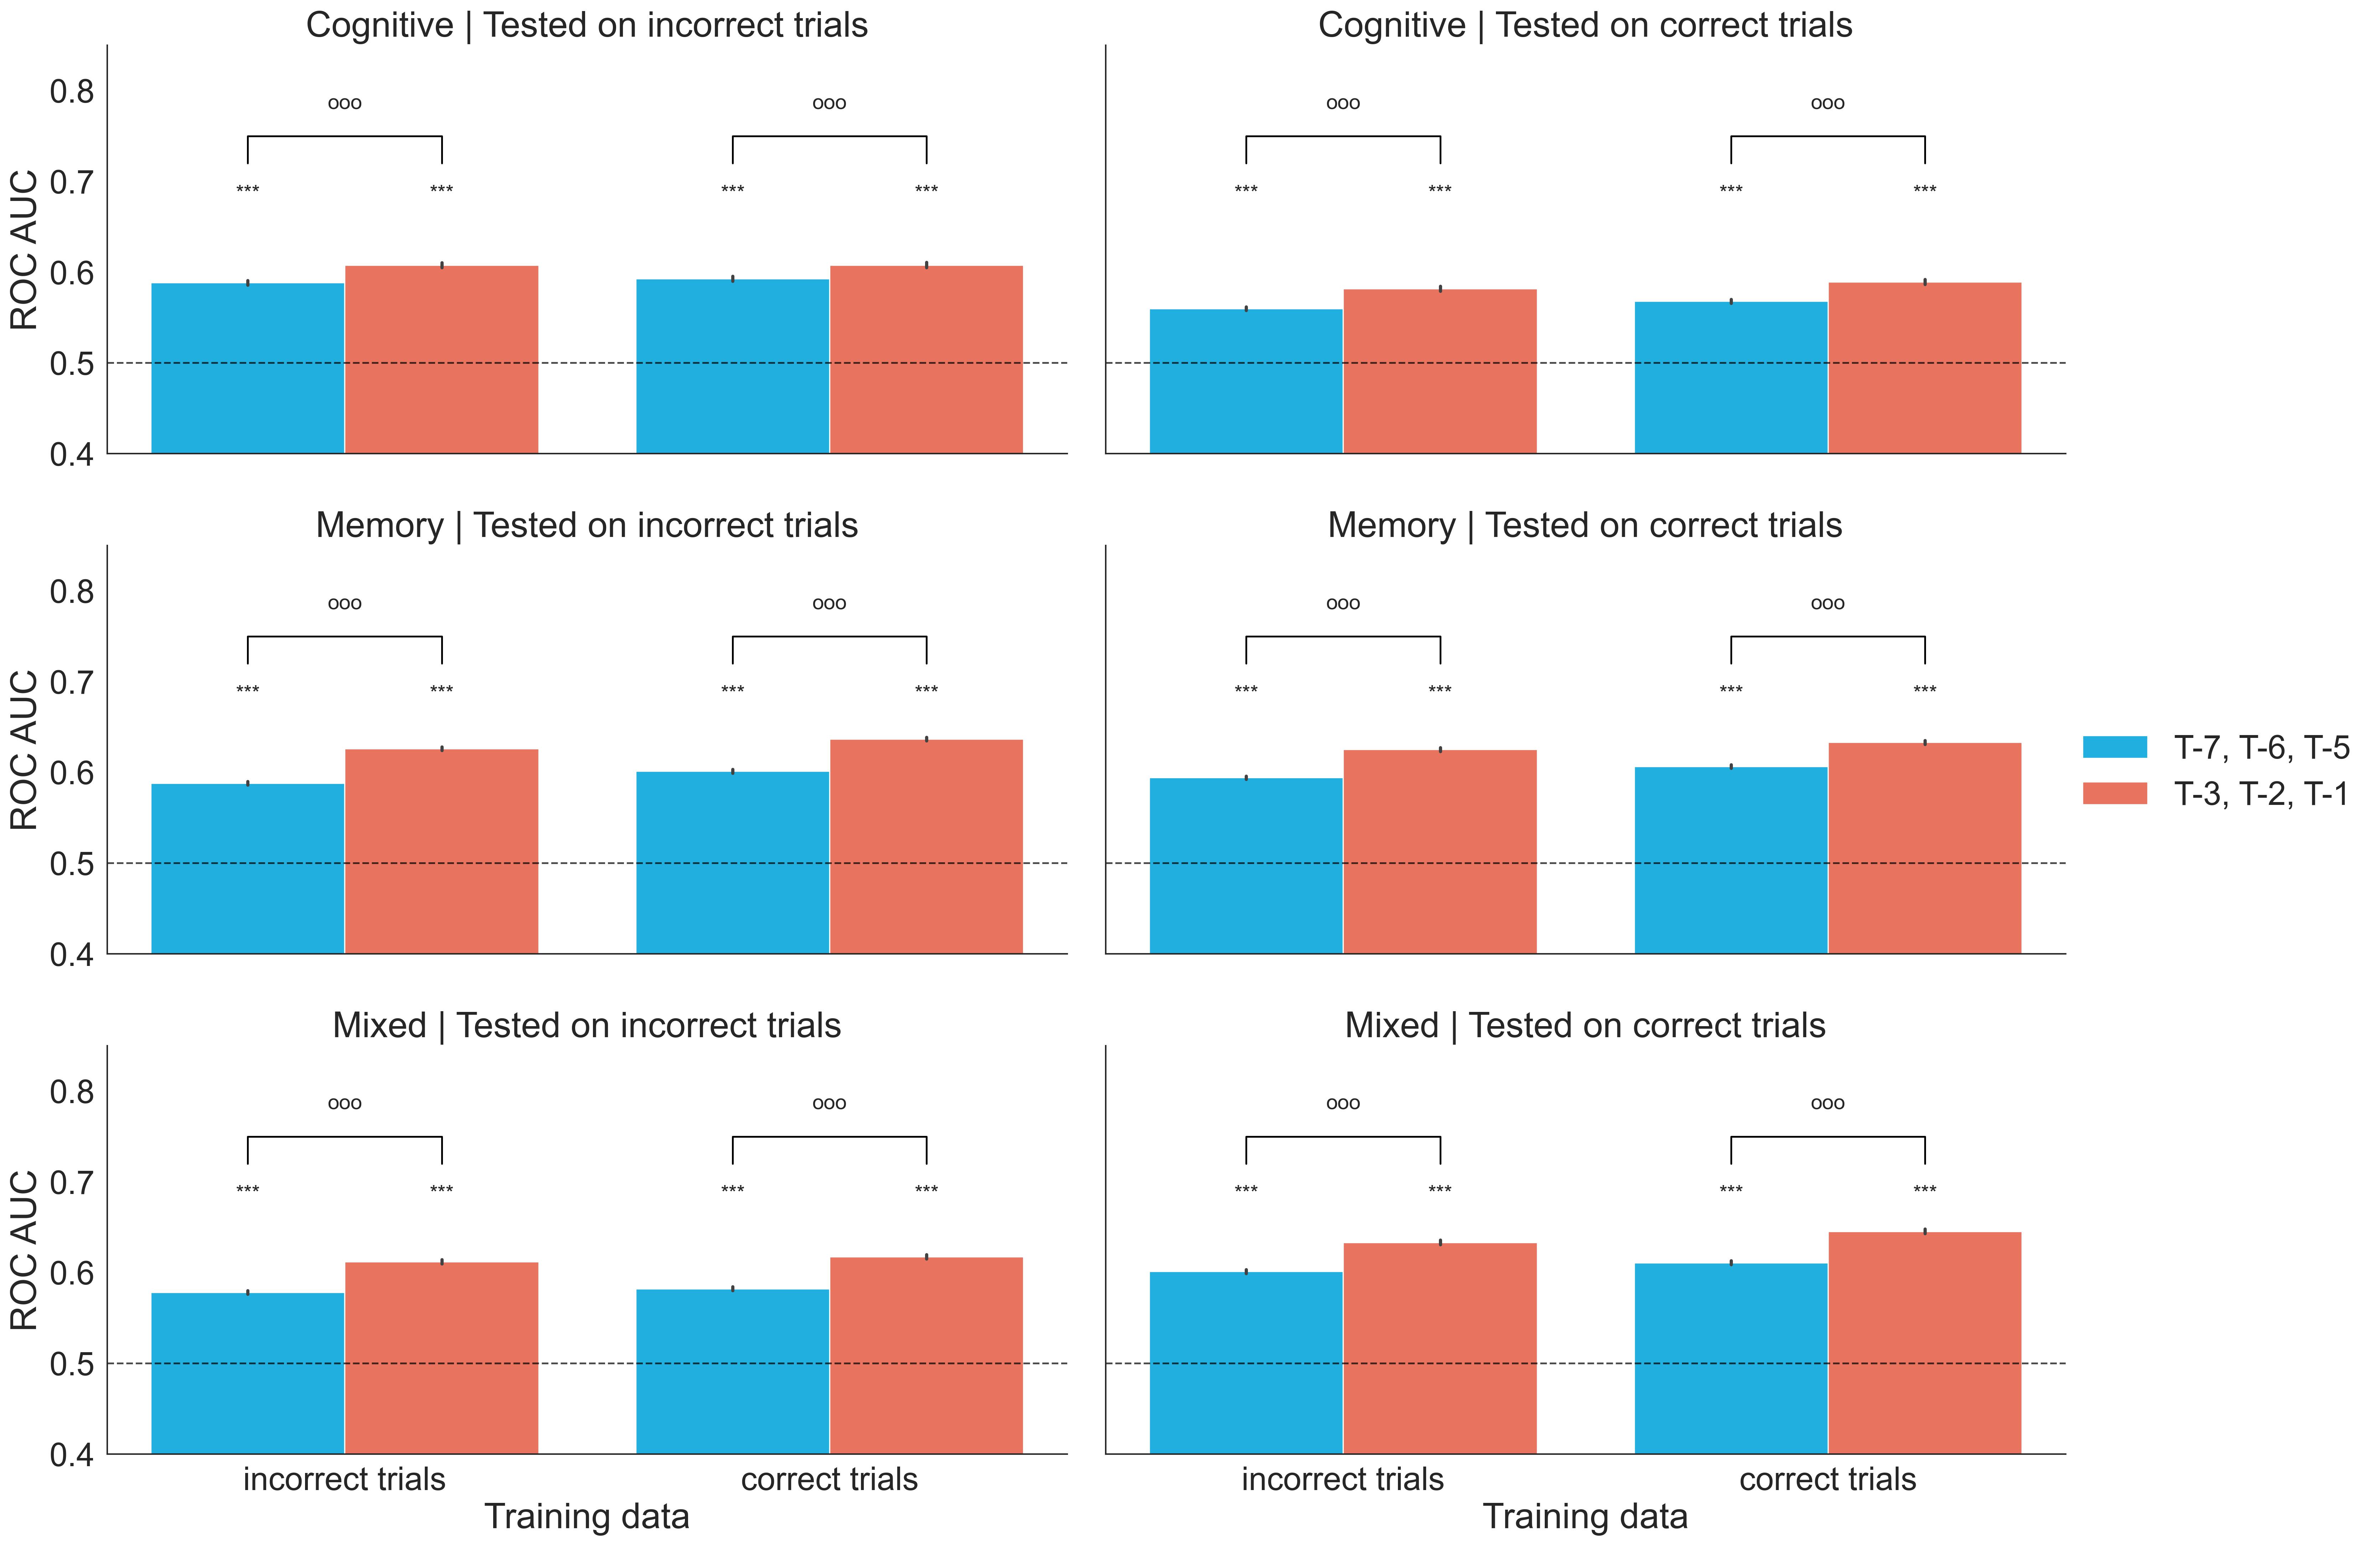 Cognitive | Tested on incorrect trials
Cognitive | Tested on correct trials
ROC AUC
0.8
0.7
0.6
0.5
0.4
ooo
ooo
*** *** *** ***
ooo
ooo
*** *** *** ***
Memory | Tested on incorrect trials
Memory | Tested on correct trials
ROC AUC
0.8
0.7
0.6
0.5
0.4
ooo
ooo
*** *** *** ***
ooo
ooo
*** *** *** ***
T-7, T-6, T-5
T-3, T-2, T-1
Mixed | Tested on incorrect trials
Mixed | Tested on correct trials
ROC AUC
0.8
0.7
0.6
0.5
0.4
ooo
ooo
*** *** *** ***
ooo
ooo
*** *** *** ***
incorrect trials
correct trials
Training data
incorrect trials
correct trials
Training data